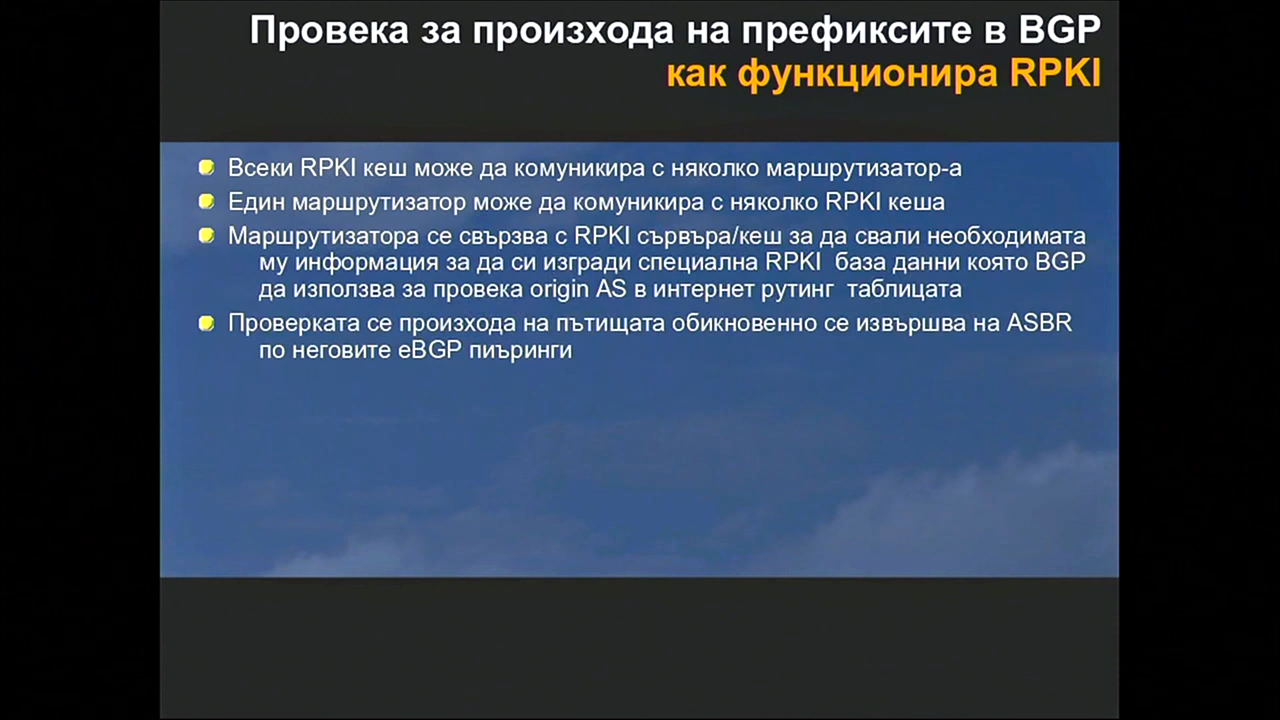 Провека за произхода на префиксите в BGP
как функционира RPKI
Всеки RPKI кеш може да комуникира с няколко маршрутизатор-а
Един маршрутизатор може да комуникира с няколко RPKI кеша
Маршрутизатора се свързва с RPKI сървъра/кеш за да свали необходимата
му информация за да си изгради специална RPKI  база данни която BGP
да използва за провека origin AS в интернет рутинг  таблицата
Проверката се произхода на пътищата обикновенно се извършва на ASBR
по неговите eBGP пиъринги